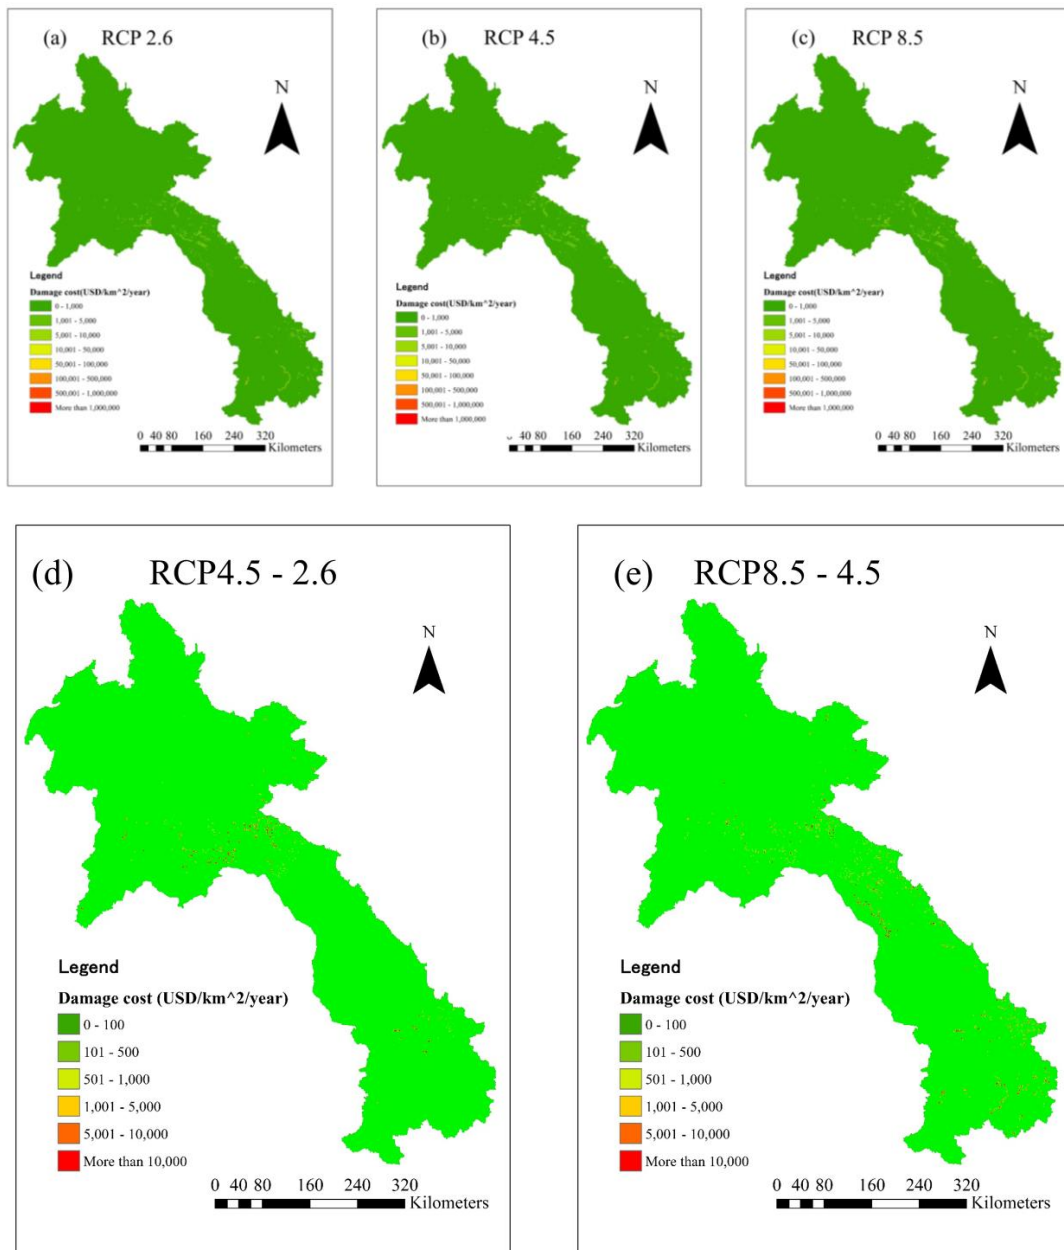 (a) RCP 2.6
N
Legend
Damage cost(USD/km^2/year)
0 - 1,000
1,001 - 5,000
5,001 - 10,000
10,001 - 50,000
50,001 - 100,000
100,001 - 500,000
500,001 - 1,000,000
More than 1,000,000
0 40 80 160 240 320
Kilometers
(b) RCP 4.5
N
Legend
Damage cost(USD/km^2/year)
0 - 1,000
1,001 - 5,000
5,001 - 10,000
10,001 - 50,000
50,001 - 100,000
100,001 - 500,000
500,001 - 1,000,000
More than 1,000,000
40 80 160 240 320
Kilometers
(c) RCP 8.5
N
Legend
Damage cost(USD/km^2/year)
0 - 1,000
1,001 - 5,000
5,001 - 10,000
10,001 - 50,000
50,001 - 100,000
100,001 - 500,000
500,001 - 1,000,000
More than 1,000,000
0 40 80 160 240 320
Kilometers
(d) RCP4.5 - 2.6
N
Legend
Damage cost (USD/km^2/year)
0 - 100
101 - 500
501 - 1,000
1,001 - 5,000
5,001 - 10,000
More than 10,000
0 40 80 160 240 320
Kilometers
(e) RCP8.5 - 4.5
N
Legend
Damage cost (USD/km^2/year)
0 - 100
101 - 500
501 - 1,000
1,001 - 5,000
5,001 - 10,000
More than 10,000
0 40 80 160 240 320
Kilometers